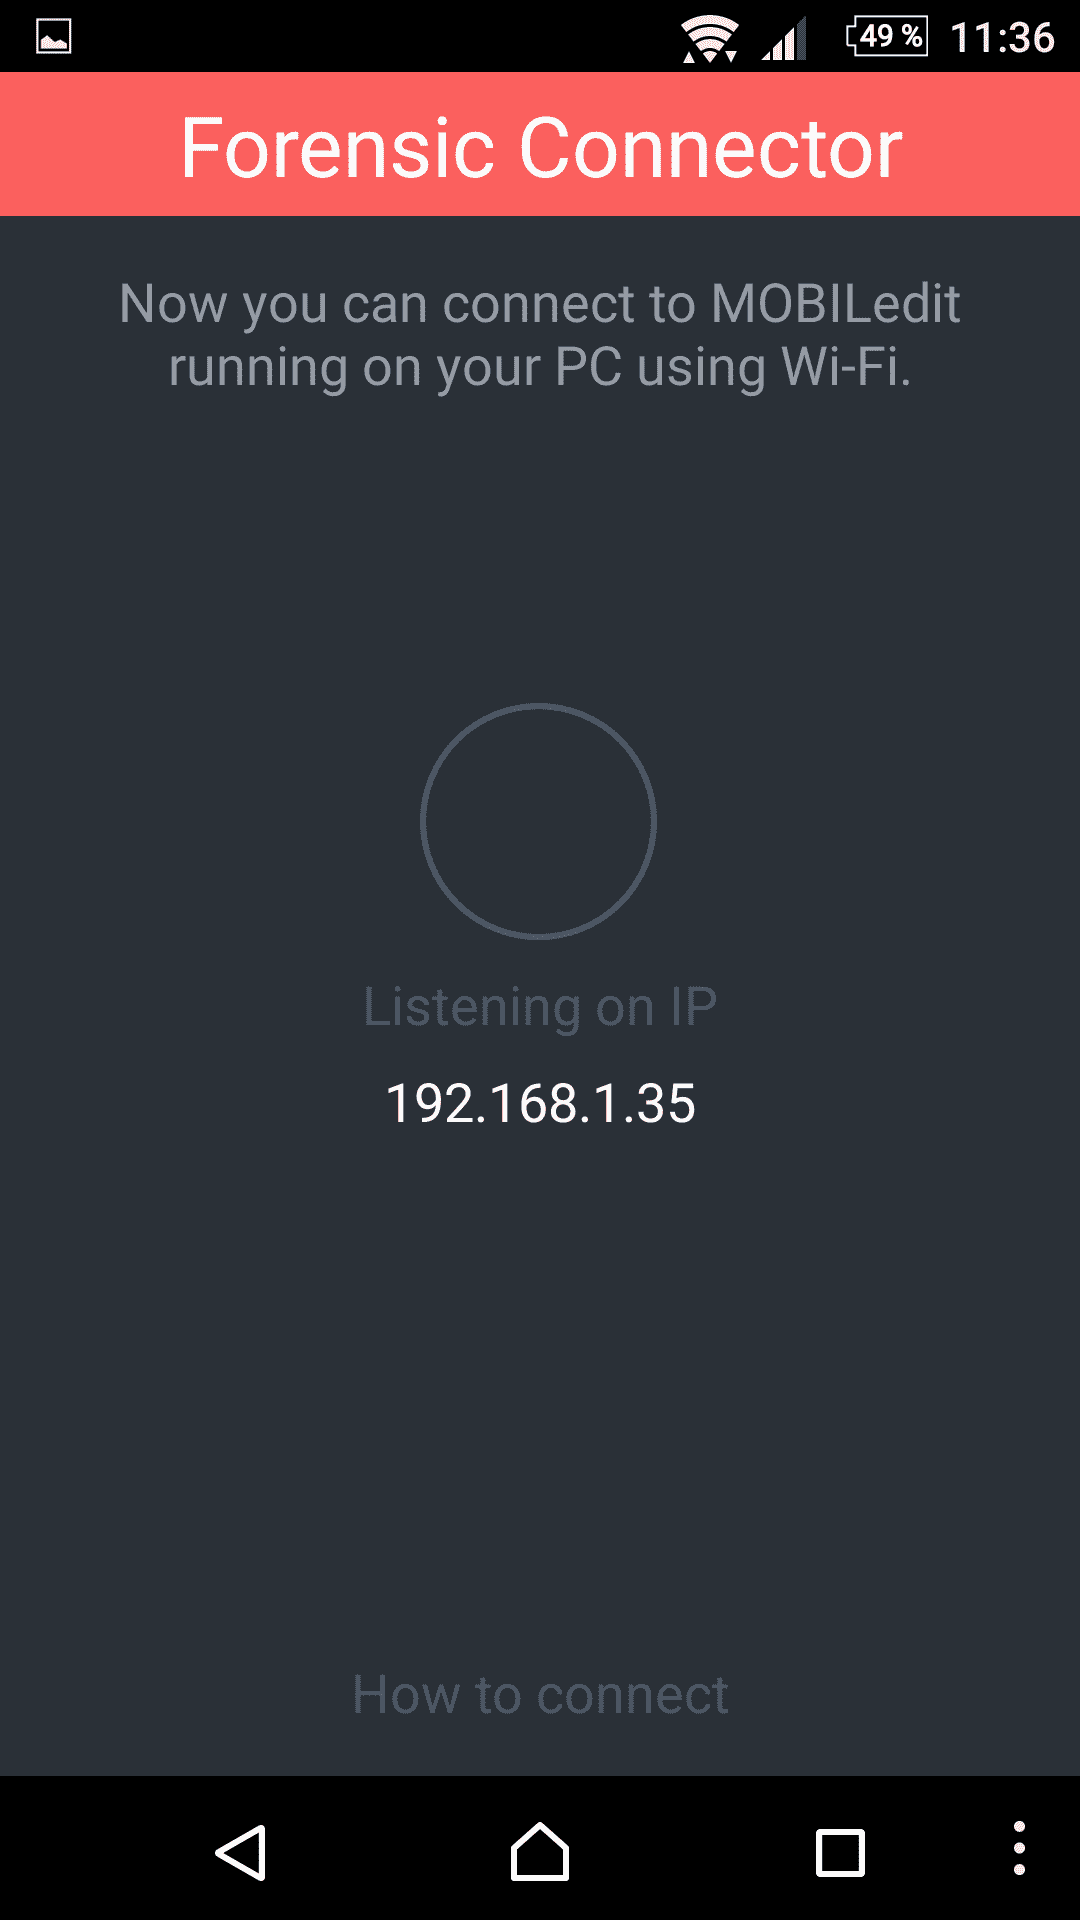 49 %
11:36
Forensic Connector
Now you can connect to MOBILedit
running on your PC using Wi-Fi.
Listening on IP
192.168.1.35
How to connect